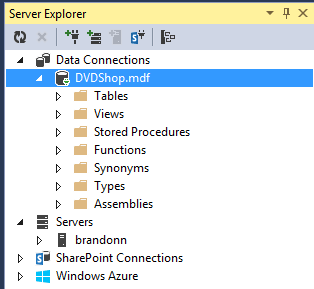 Server Explorer
Data Connections
DVDShop.mdf
Tables
Views
Stored Procedures
Functions
Synonyms
Types
Assemblies
Servers
brandonn
SharePoint Connections
Windows Azure